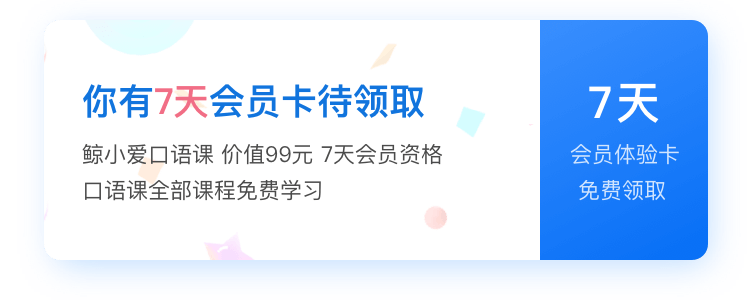 你有7天会员卡待领取
鲸小爱口语课 价值99元 7天会员资格
口语课全部课程免费学习
7天
会员体验卡
免费领取